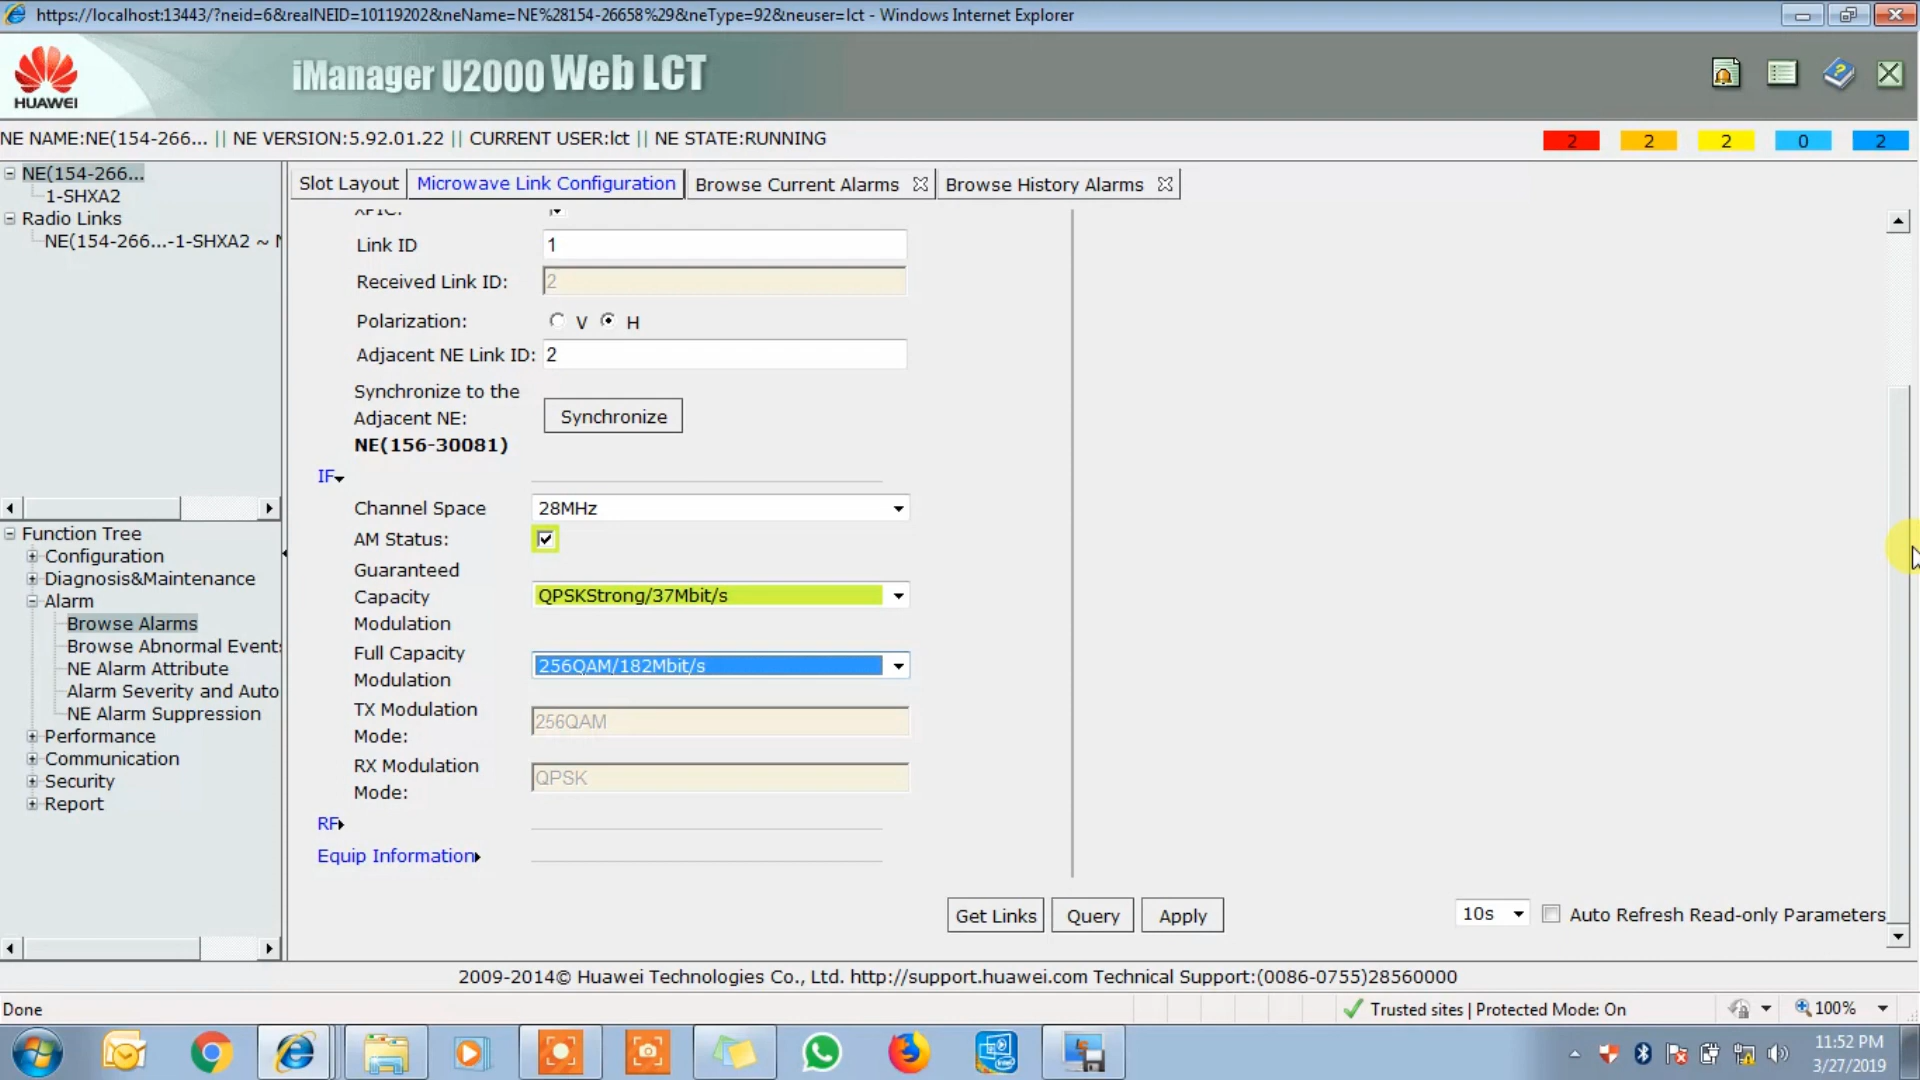 https://localhost:13443/?neid=6&realNEID=10119202&neName=NE%28154-26658%29&neType=92&neuser=lct - Windows Internet Explorer
HUAWEI
iManager U2000 Web LCT
NE NAME:NE(154-266... || NE VERSION:5.92.01.22 || CURRENT USER:lct || NE STATE:RUNNING
2 2 2 0 2
NE(154-266...
1-SHXA2
Radio Links
NE(154-266...-1-SHXA2 ~
Function Tree
Configuration
Diagnosis&Maintenance
Alarm
Browse Alarms
Browse Abnormal Event
NE Alarm Attribute
Alarm Severity and Auto
NE Alarm Suppression
Performance
Communication
Security
Report
Slot Layout
Microwave Link Configuration
Browse Current Alarms
Browse History Alarms
XPIC:
Link ID 1
Received Link ID: 2
Polarization: V H
Adjacent NE Link ID: 2
Synchronize to the
Adjacent NE: Synchronize
NE(156-30081)
IF
Channel Space 28MHz
AM Status:
Guaranteed
Capacity QPSKStrong/37Mbit/s
Modulation
Full Capacity
Modulation 256QAM/182Mbit/s
TX Modulation
Mode: 256QAM
RX Modulation
Mode: QPSK
RF
Equip Information
Get Links Query Apply
10s Auto Refresh Read-only Parameters
2009-2014© Huawei Technologies Co., Ltd. http://support.huawei.com Technical Support:(0086-0755)28560000
Done
Trusted sites | Protected Mode: On
100%
11:52 PM
3/27/2019